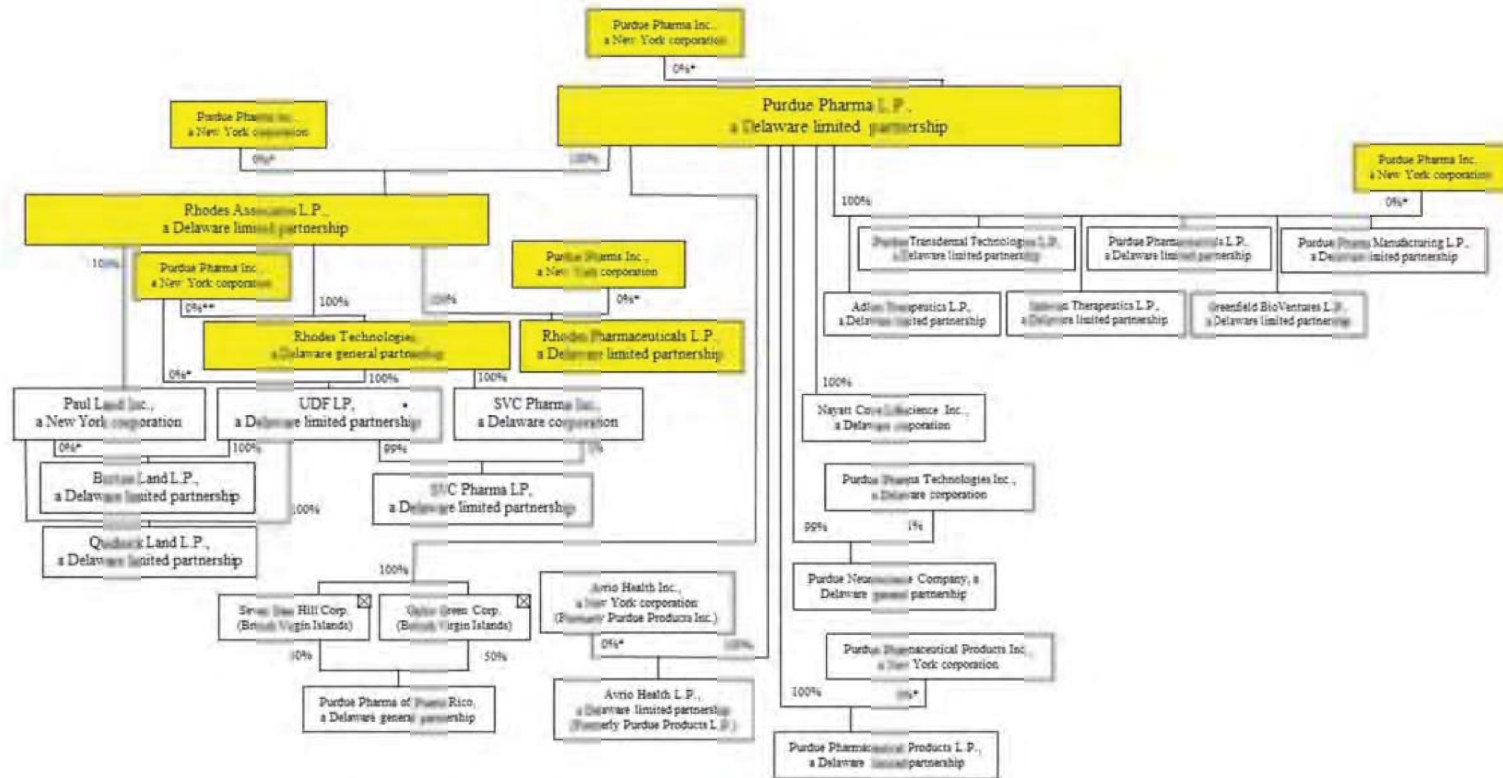 Purdue Pharma Inc.,
a New York corporation
0%*
Purdue Pharma L.P.,
a Delaware limited partnership
Purdue Pharma Inc.
a New York corporation
0%*
100%
Purdue Pharma Inc.
a New York corporation
0%*
100%
Rhodes Associates L.P.,
a Delaware limited partnership
Purdue Transdermal Technologies L.P.,
a Delaware limited partnership
Purdue Pharmaceuticals L.P.,
a Delaware limited partnership
Purdue Pharma Manufacturing L.P.,
a Delaware limited partnership
100%
Purdue Pharma Inc.,
a New York corporation
0%**
100%
100%
Purdue Pharma Inc.,
a New York corporation
0%*
Adlon Therapeutics L.P.,
a Delaware limited partnership
Therapeutics L.P.,
a Delaware limited partnership
Greenfield BioVentures L.P.,
a Delaware limited partnership
Rhodes Technologies,
a Delaware general partnership
Rhodes Pharmaceuticals L.P.,
a Delaware limited partnership
0%*
100%
100%
100%
Paul Land Inc.,
a New York corporation
UDF LP,
a Delaware limited partnership
SVC Pharma Inc.,
a Delaware corporation
Nayatt Cove Lifescience Inc.,
a Delaware corporation
0%*
100%
99%
1%
Button Land L.P.,
a Delaware limited partnership
SVC Pharma LP,
a Delaware limited partnership
Purdue Pharma Technologies Inc.,
a Delaware corporation
100%
99%
1%
Quidnick Land L.P.,
a Delaware limited partnership
Purdue Neuroscience Company, a
Delaware general partnership
100%
Seven Hill Corp.
(British Virgin Islands)
Green Corp.
(British Virgin Islands)
Avrio Health Inc.,
a New York corporation
(Formerly Purdue Products Inc.)
50%
50%
0%*
100%
Purdue Pharmaceutical Products Inc.,
a New York corporation
Purdue Pharma of Puerto Rico,
a Delaware general partnership
Avrio Health L.P.,
a Delaware limited partnership
(Formerly Purdue Products L.P.)
100%
0%*
Purdue Pharmaceutical Products L.P.,
a Delaware limited partnership